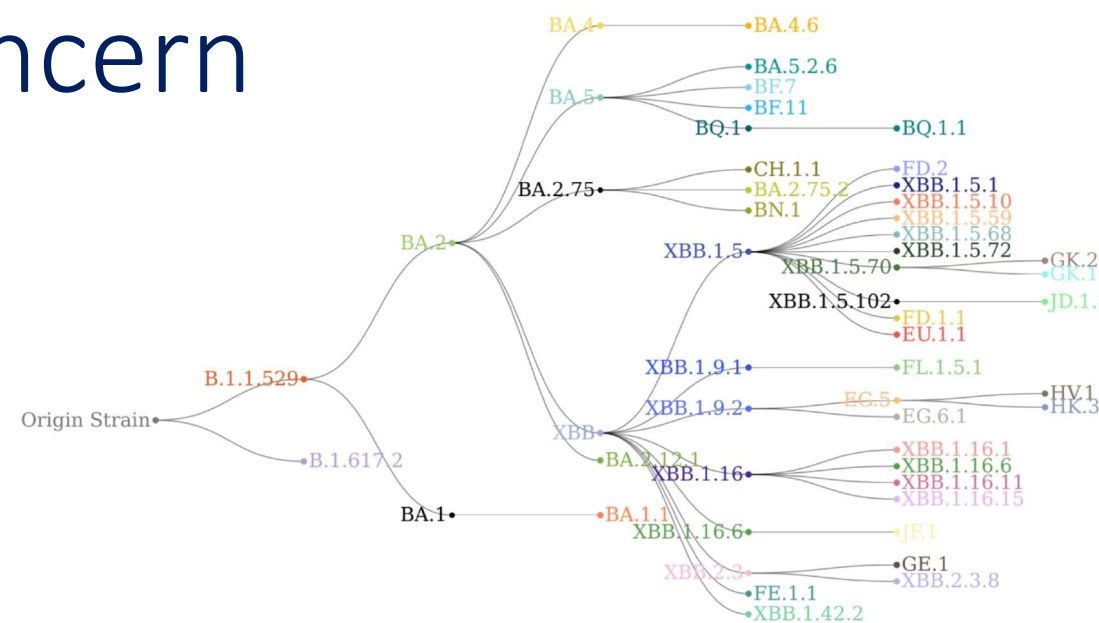 ncern
BA.4
BA.4.6
BA.5.2.6
BA.5
BF.7
BF.11
BQ.1
BQ.1.1
BA.2.75
CH.1.1
BA.2.75.2
BN.1
BA.2
FD.2
XBB.1.5.1
XBB.1.5.10
XBB.1.5.59
XBB.1.5.68
XBB.1.5
XBB.1.5.72
XBB.1.5.70
GK.2
GK.1
XBB.1.5.102
JD.1.
FD.1.1
EU.1.1
B.1.1.529
XBB.1.9.1
FL.1.5.1
XBB.1.9.2
EG.5
HV.1
HK.3
EG.6.1
Origin Strain
XBB
B.1.617.2
BA.2.12.1
XBB.1.16
XBB.1.16.1
XBB.1.16.6
XBB.1.16.11
XBB.1.16.15
BA.1
BA.1.1
XBB.1.16.6
JF.1
XBB.2.3
GE.1
XBB.2.3.8
FE.1.1
XBB.1.42.2